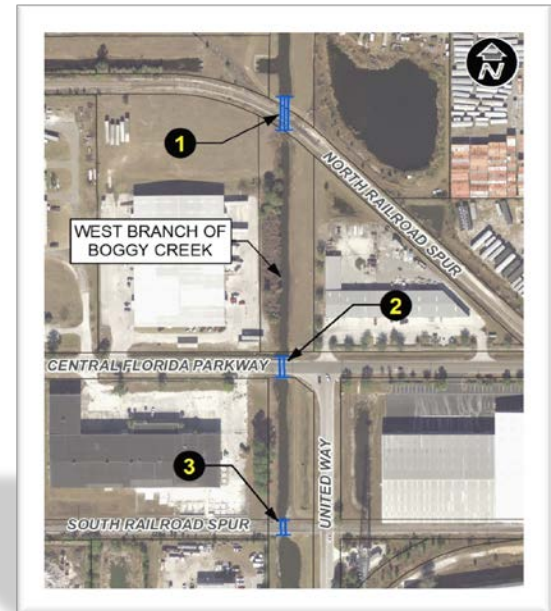 N
1
NORTH RAILROAD SPUR
WEST BRANCH OF
BOGGY CREEK
2
CENTRAL FLORIDA PARKWAY
3
UNITED WAY
SOUTH RAILROAD SPUR